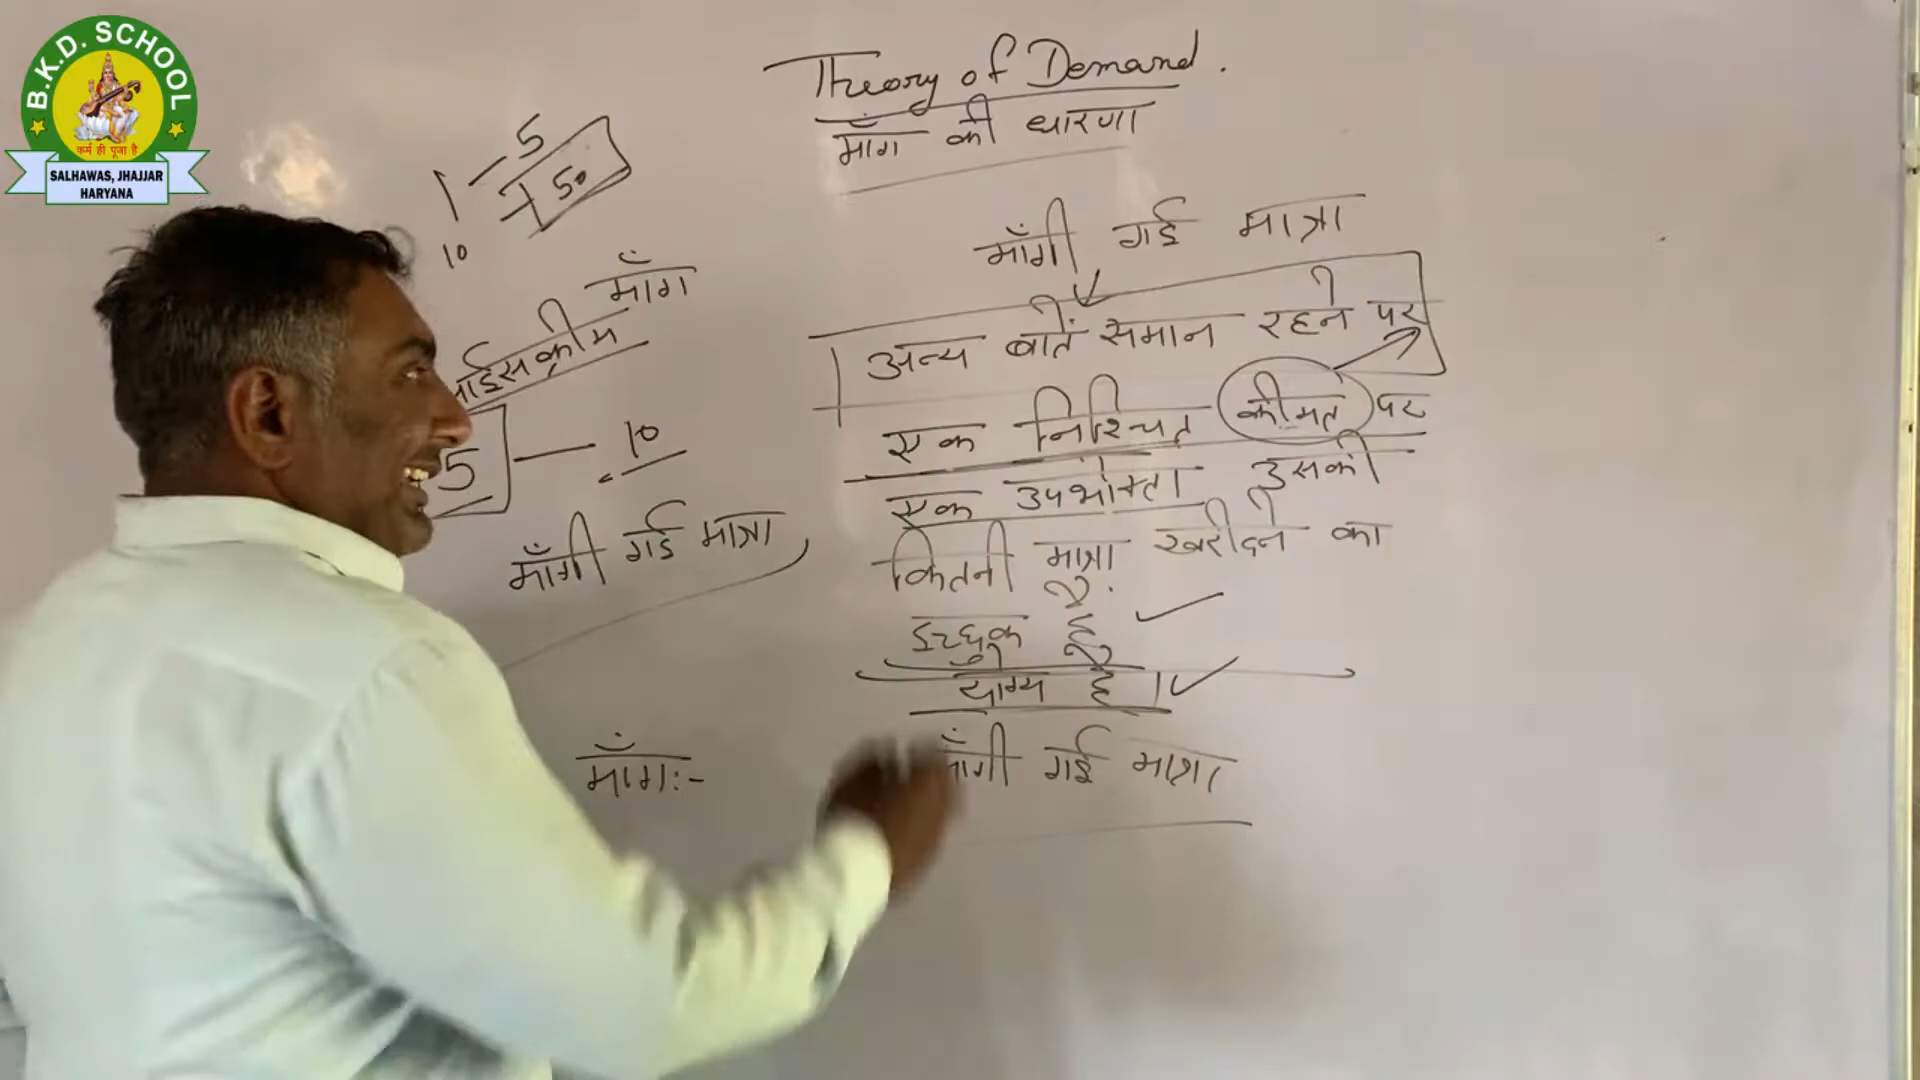 B.K.D. SCHOOL
कर्म ही पूजा है
SALHAWAS, JHAJJAR
HARYANA
Theory of Demand.
माँग की धारणा
1 - 5
50
10
माँग
आईसक्रीम
5 — 10
माँगी गई मात्रा
माँग:-
माँगी गई मात्रा
अन्य बातें समान रहने पर
एक निश्चित कीमत पर
एक उपभोक्ता उसकी
कितनी मात्रा खरीदने का
इच्छुक है
योग्य है।
माँगी गई मात्रा